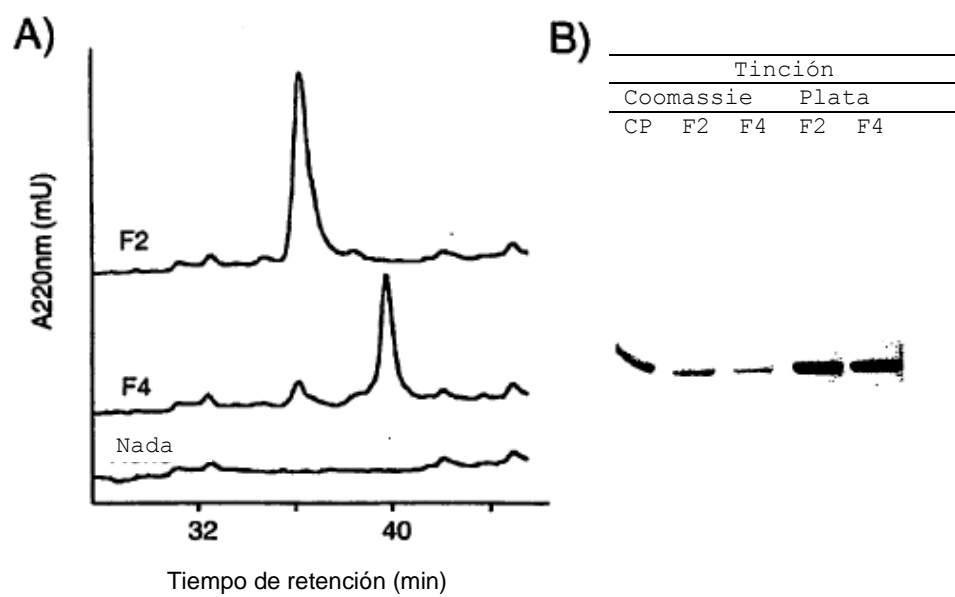 A)
A220nm (mU)
F2
F4
Nada
32
40
Tiempo de retención (min)
B)
Tinción
Coomassie Plata
CP F2 F4 F2 F4